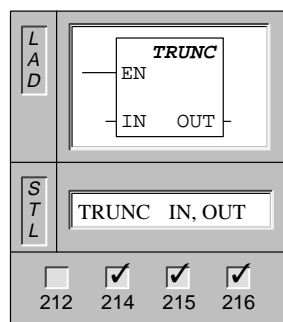 L
A
D
TRUNC
EN
IN OUT
S
T
L
TRUNC IN, OUT
212 214 215 216